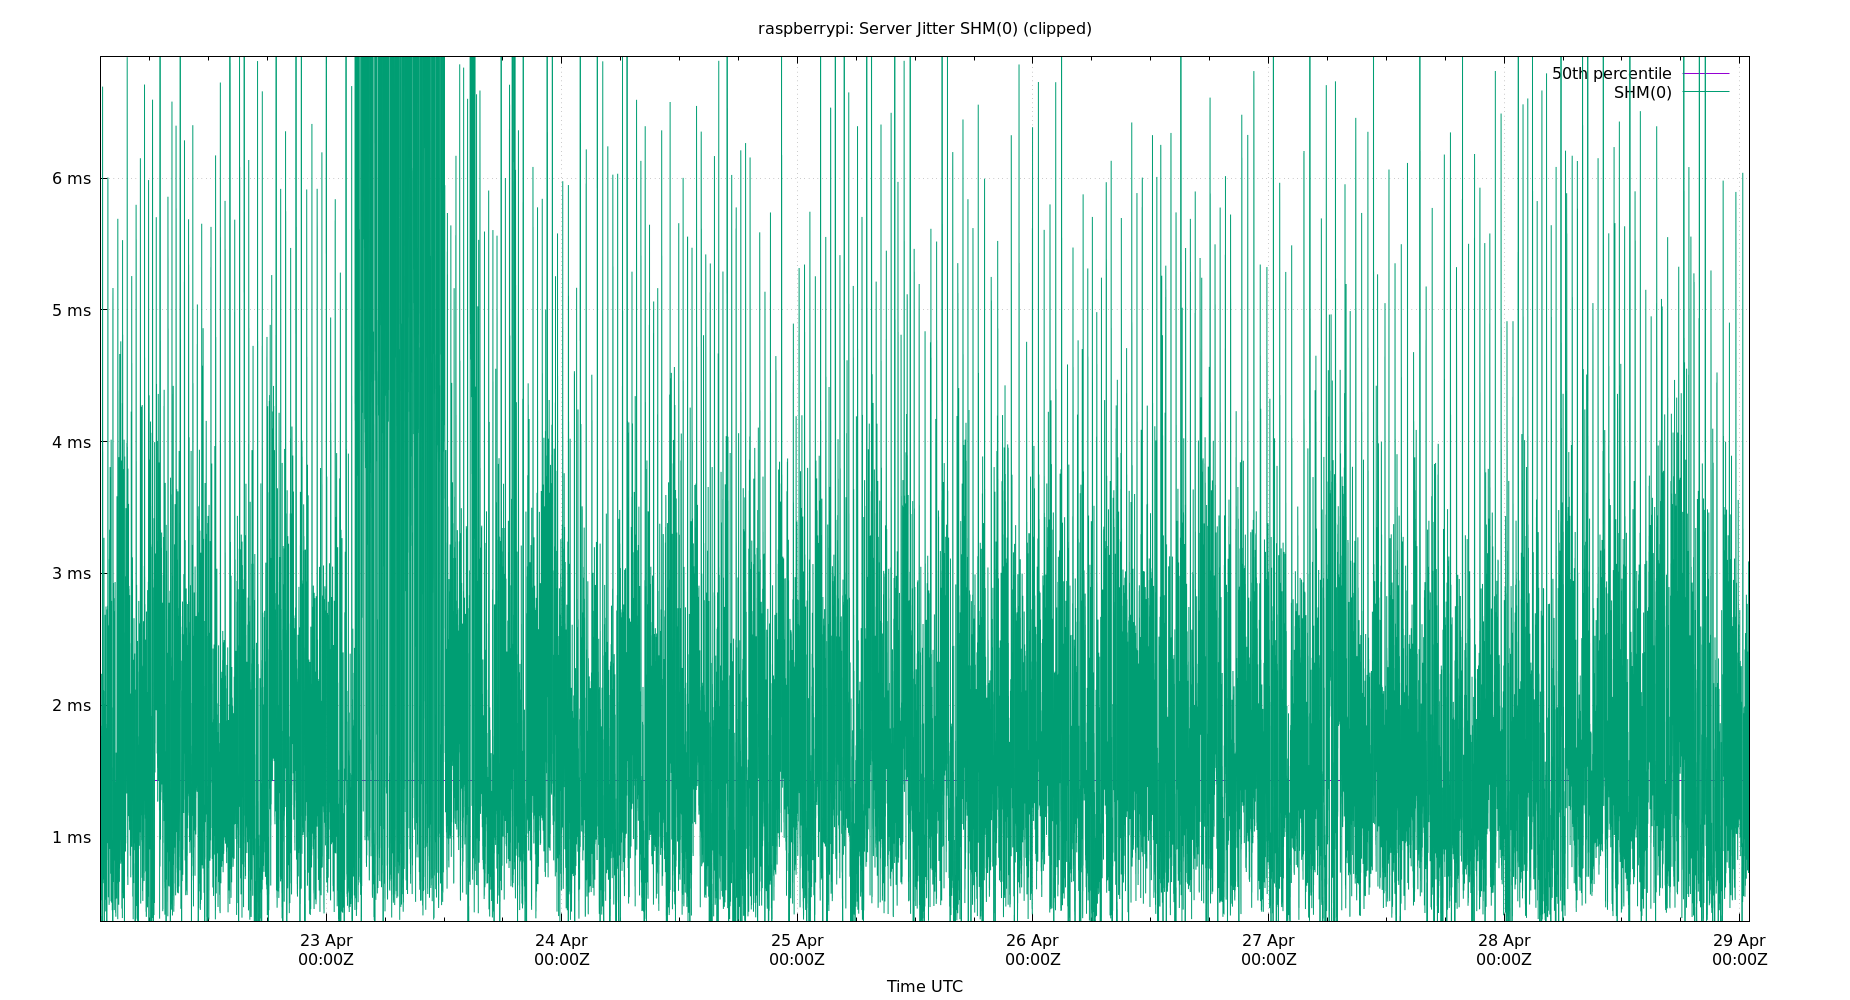 raspberrypi: Server Jitter SHM(0) (clipped)
50th percentile
SHM(0)
6 ms
5 ms
4 ms
3 ms
2 ms
1 ms
23 Apr 24 Apr 25 Apr 26 Apr 27 Apr 28 Apr 29 Apr
00:00Z 00:00Z 00:00Z 00:00Z 00:00Z 00:00Z 00:00Z
Time UTC